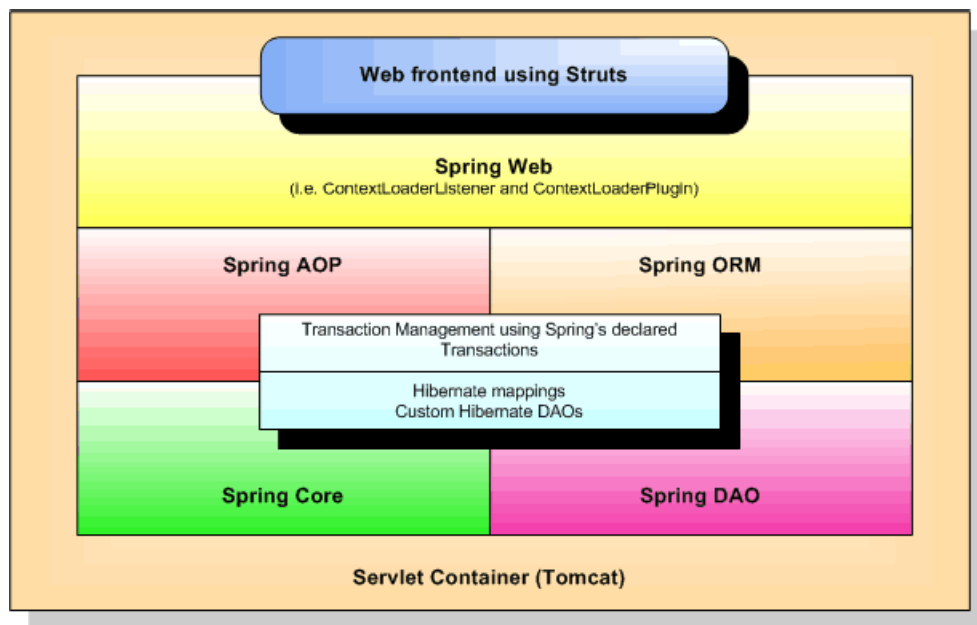 Web frontend using Struts
Spring Web
(i.e. ContextLoaderListener and ContextLoaderPlugin)
Spring AOP
Spring ORM
Transaction Management using Spring's declared
Transactions
Hibernate mappings
Custom Hibernate DAOs
Spring Core
Spring DAO
Servlet Container (Tomcat)